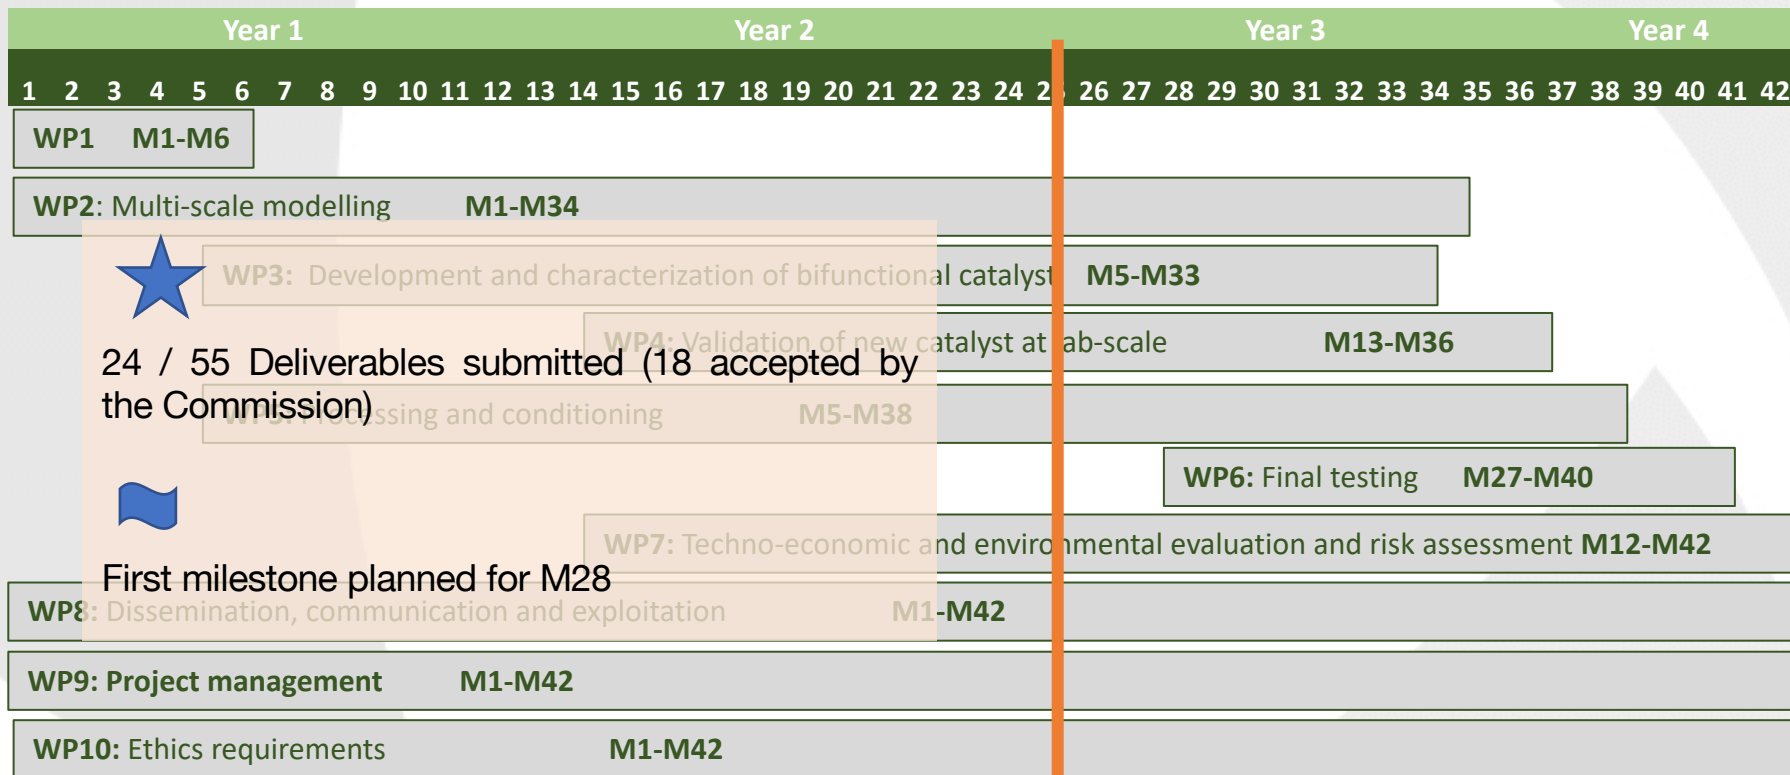 Year 1 Year 2 Year 3 Year 4
1 2 3 4 5 6 7 8 9 10 11 12 13 14 15 16 17 18 19 20 21 22 23 24 25 26 27 28 29 30 31 32 33 34 35 36 37 38 39 40 41 42
WP1 M1-M6
WP2: Multi-scale modelling M1-M34
WP3: Development and characterization of bifunctional catalyst M5-M33
WP4: Validation of new catalyst at lab-scale M13-M36
24 / 55 Deliverables submitted (18 accepted by
the Commission)
WP5: Processing and conditioning M5-M38
WP6: Final testing M27-M40
WP7: Techno-economic and environmental evaluation and risk assessment M12-M42
First milestone planned for M28
WP8: Dissemination, communication and exploitation M1-M42
WP9: Project management M1-M42
WP10: Ethics requirements M1-M42